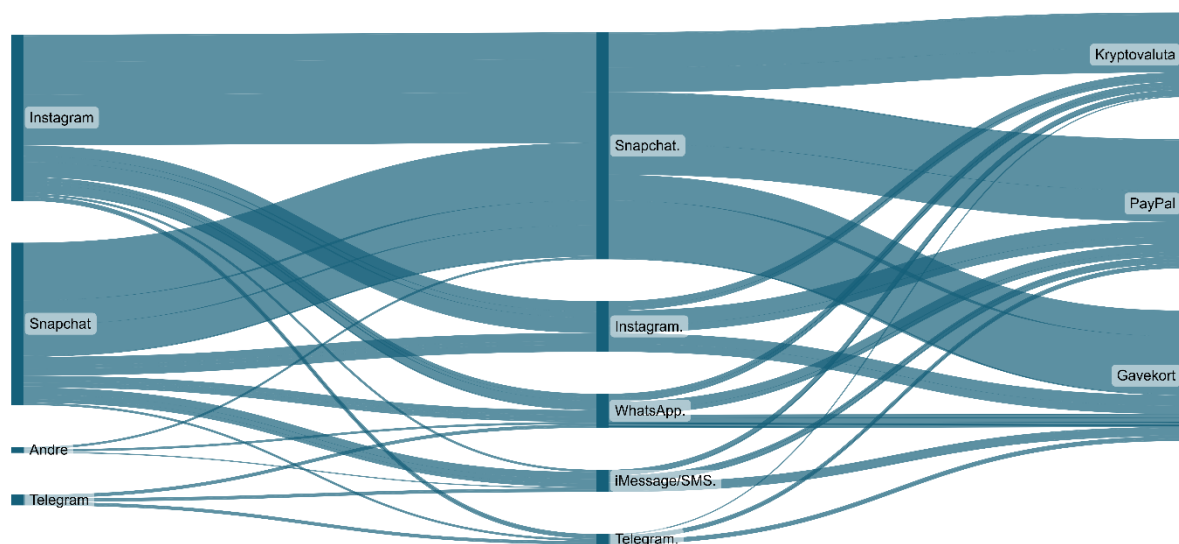 Instagram
Snapchat
Andre
Telegram
Snapchat.
Instagram.
WhatsApp.
iMessage/SMS.
Telegram.
Kryptovaluta
PayPal
Gavekort